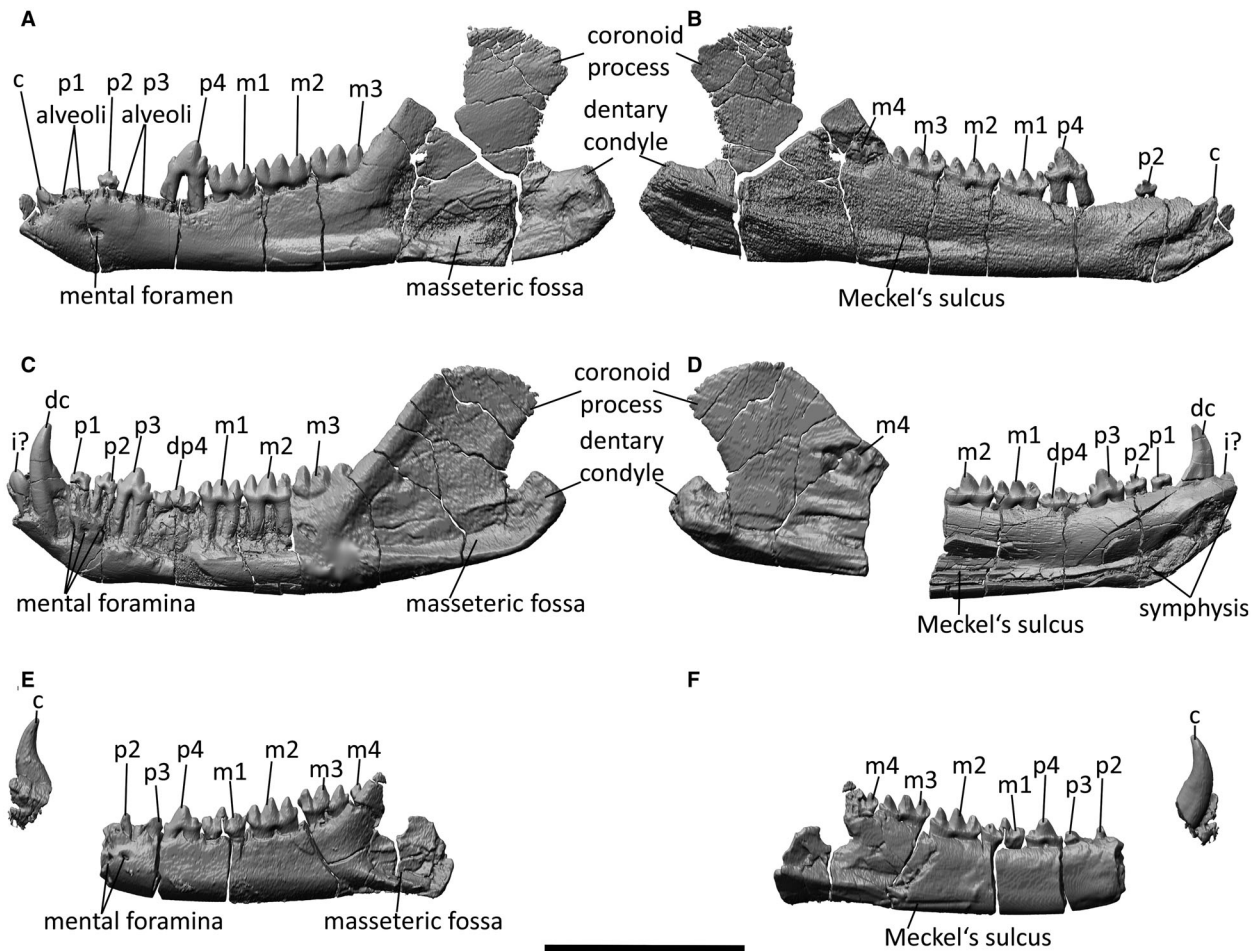 A
B
coronoid
process
dentary
condyle
c
p1
alveoli
p2
p3
alveoli
p4
m1
m2
m3
mental foramen
masseteric fossa
m4
m3
m2
m1
p4
p2
c
Meckel‘s sulcus
C
D
coronoid
process
dentary
condyle
i?
dc
p1
p2
p3
dp4
m1
m2
m3
mental foramina
masseteric fossa
m4
m2
m1
dp4
p3
p2
p1
dc
i?
Meckel‘s sulcus
symphysis
E
F
c
p2
p3
p4
m1
m2
m3
m4
mental foramina
masseteric fossa
m4
m3
m2
m1
p4
p3
p2
c
Meckel‘s sulcus